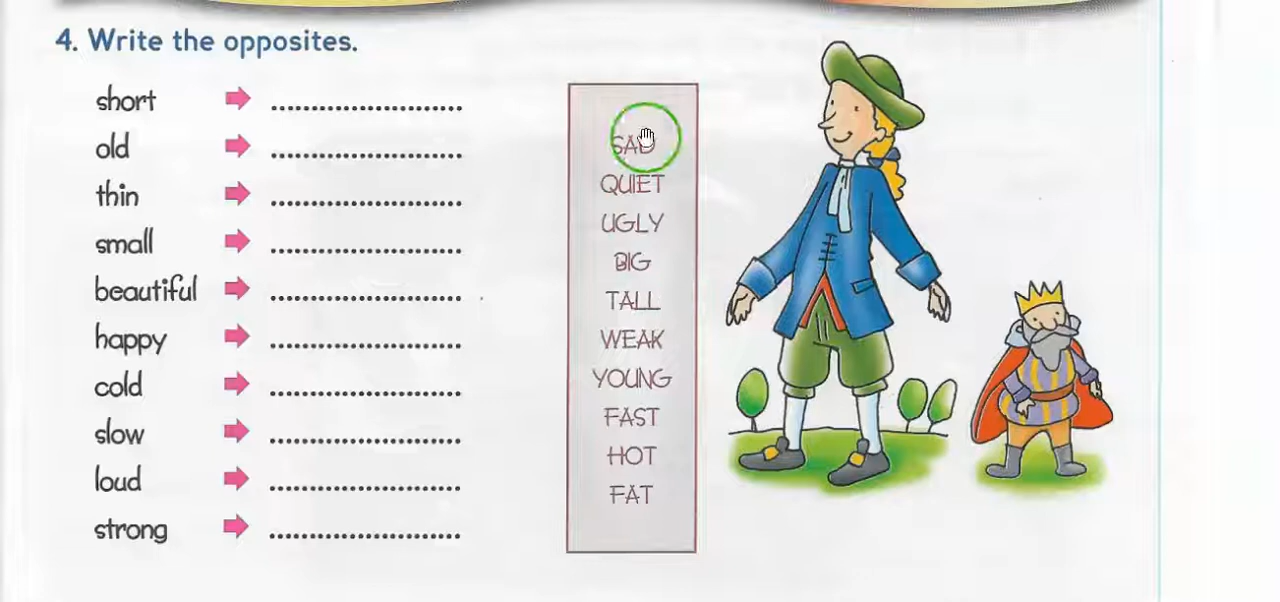 4. Write the opposites.
short ........................
old ........................
thin ........................
small ........................
beautiful ........................
happy ........................
cold ........................
slow ........................
loud ........................
strong ........................
SAD
QUIET
UGLY
BIG
TALL
WEAK
YOUNG
FAST
HOT
FAT